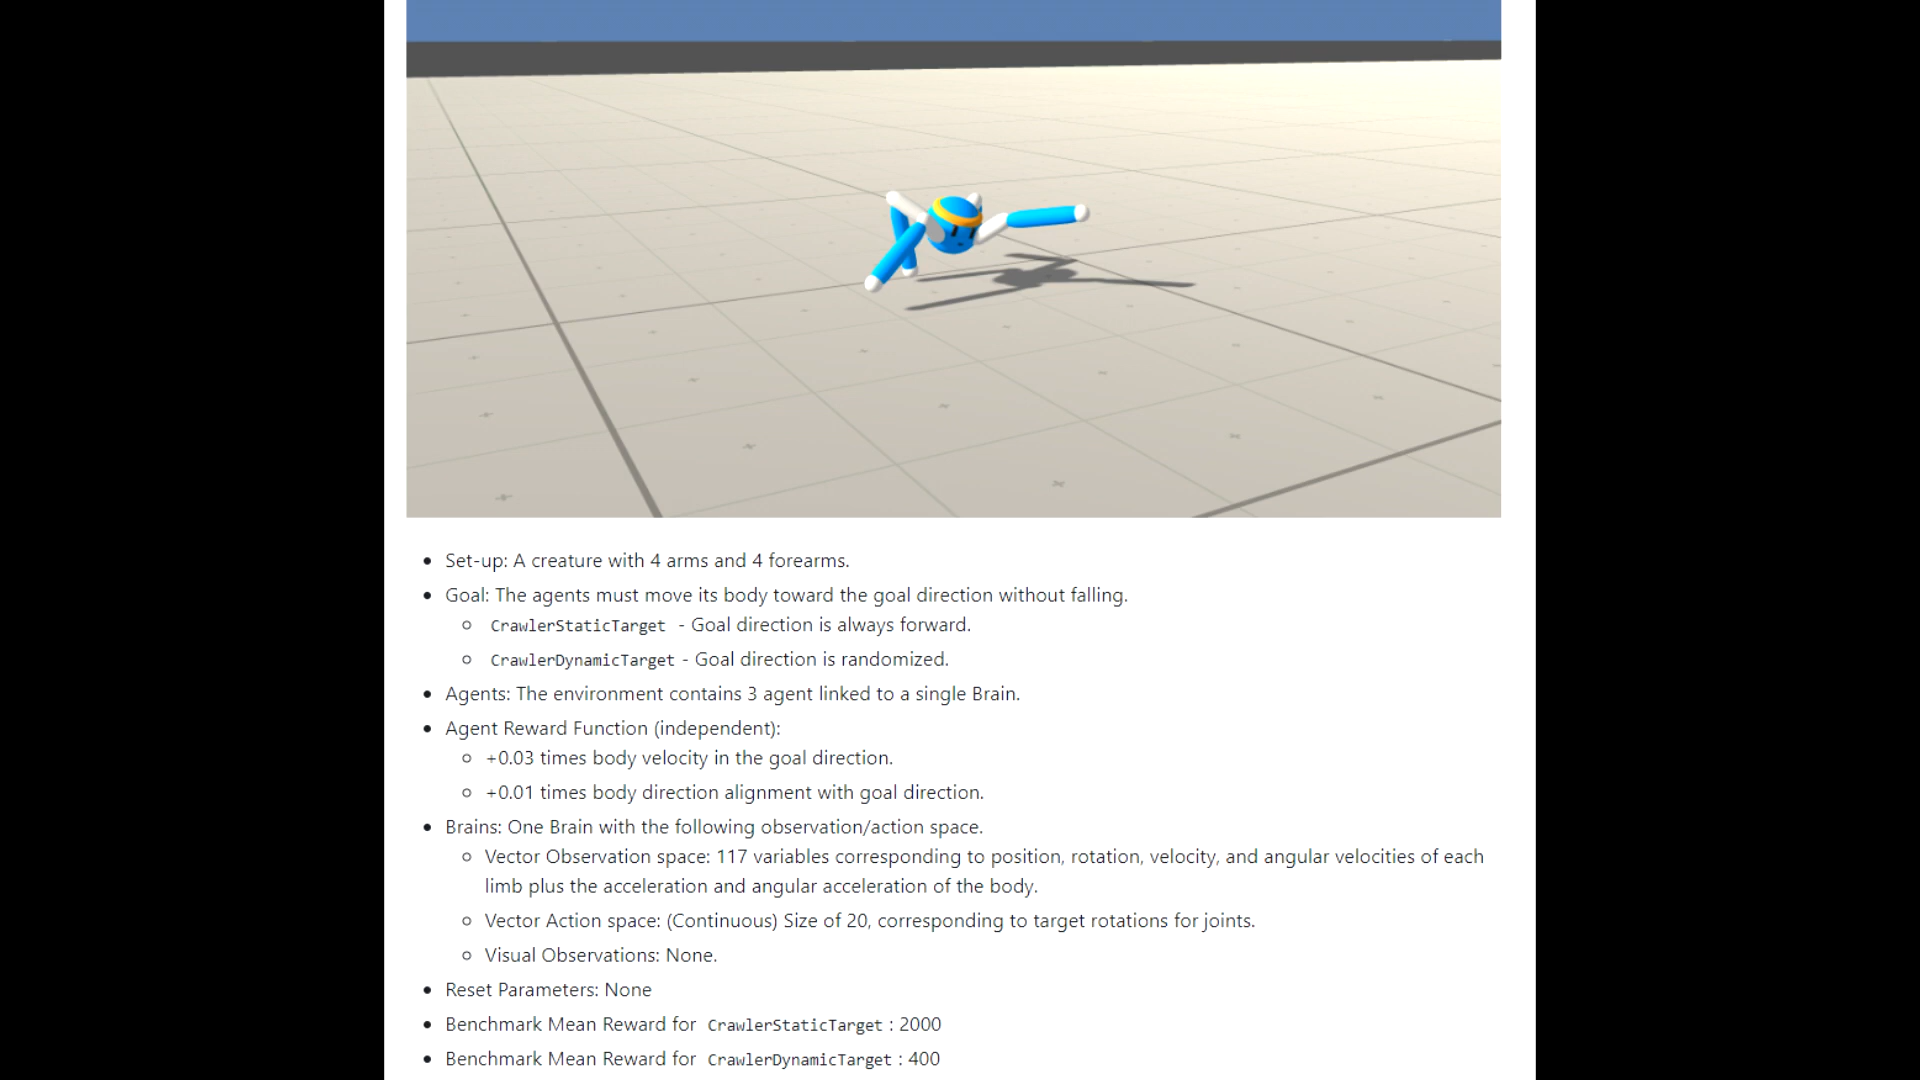 Set-up: A creature with 4 arms and 4 forearms.
Goal: The agents must move its body toward the goal direction without falling.
CrawlerStaticTarget - Goal direction is always forward.
CrawlerDynamicTarget - Goal direction is randomized.
Agents: The environment contains 3 agent linked to a single Brain.
Agent Reward Function (independent):
+0.03 times body velocity in the goal direction.
+0.01 times body direction alignment with goal direction.
Brains: One Brain with the following observation/action space.
Vector Observation space: 117 variables corresponding to position, rotation, velocity, and angular velocities of each
limb plus the acceleration and angular acceleration of the body.
Vector Action space: (Continuous) Size of 20, corresponding to target rotations for joints.
Visual Observations: None.
Reset Parameters: None
Benchmark Mean Reward for CrawlerStaticTarget : 2000
Benchmark Mean Reward for CrawlerDynamicTarget : 400